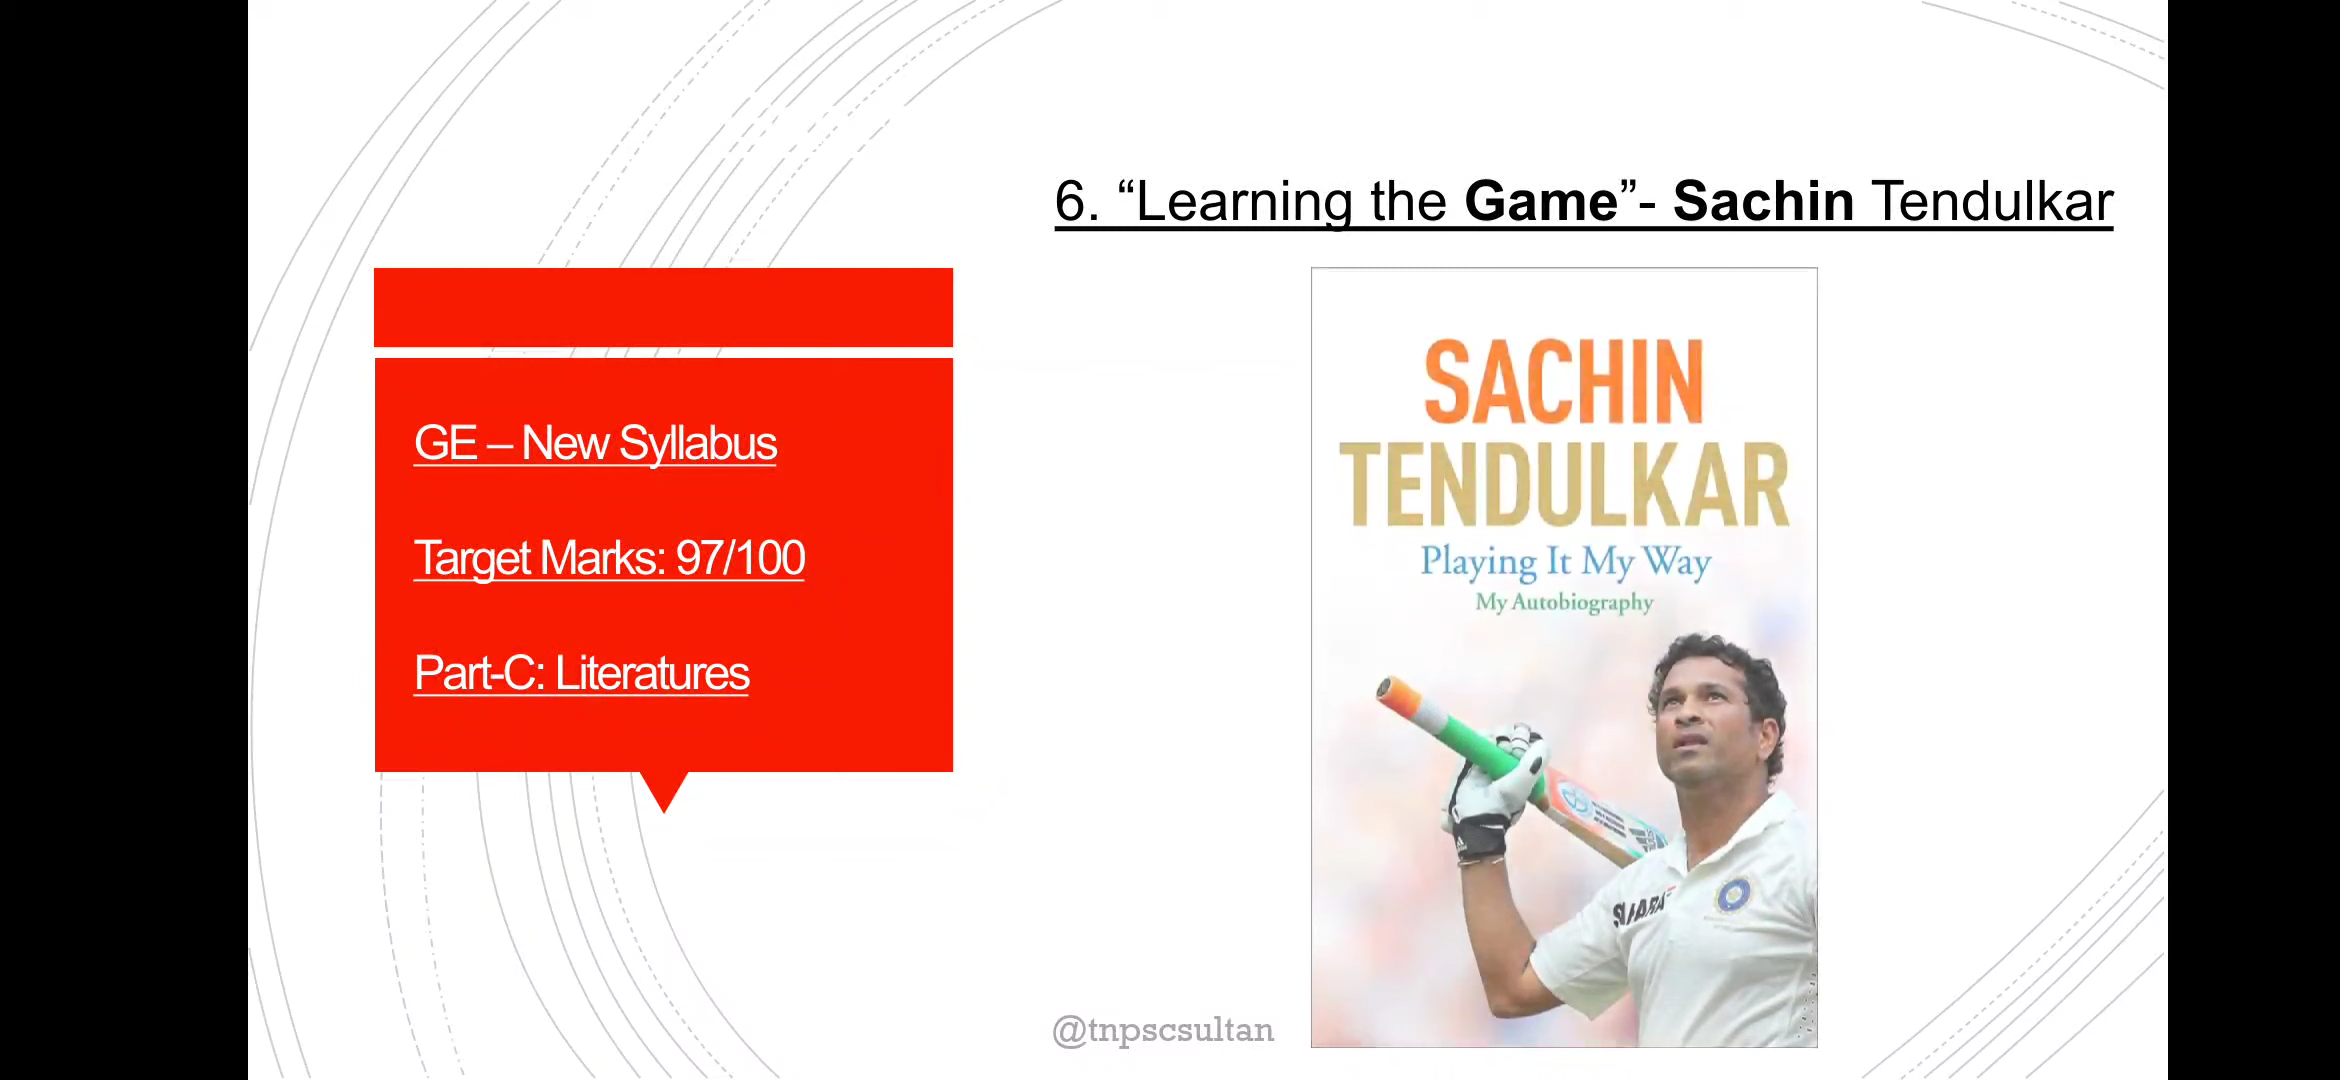 6. “Learning the Game”- Sachin Tendulkar
GE – New Syllabus
Target Marks: 97/100
Part-C: Literatures
SACHIN
TENDULKAR
Playing It My Way
My Autobiography
SAHARA
@tnpscsultan